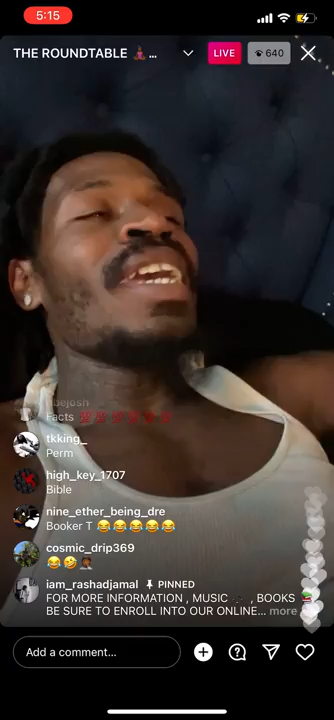 5:15
THE ROUNDTABLE 🧘🏾‍♂️ ...
LIVE
640
Facts 💯💯💯💯💯💯
tkking_
Perm
high_key_1707
Bible
nine_ether_being_dre
Booker T 😂😂😂😂😂
cosmic_drip369
😂🤣🤦🏾‍♂️
iam_rashadjamal PINNED
FOR MORE INFORMATION , MUSIC , BOOKS
BE SURE TO ENROLL INTO OUR ONLINE... more
Add a comment...